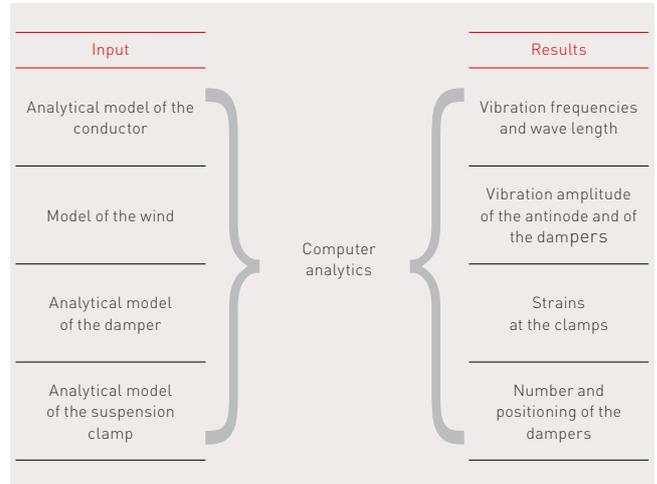 Input
Analytical model of the
conductor
Model of the wind
Analytical model
of the damper
Analytical model
of the suspension
clamp
Computer
analytics
Results
Vibration frequencies
and wave length
Vibration amplitude
of the antinode and of
the dampers
Strains
at the clamps
Number and
positioning of the
dampers